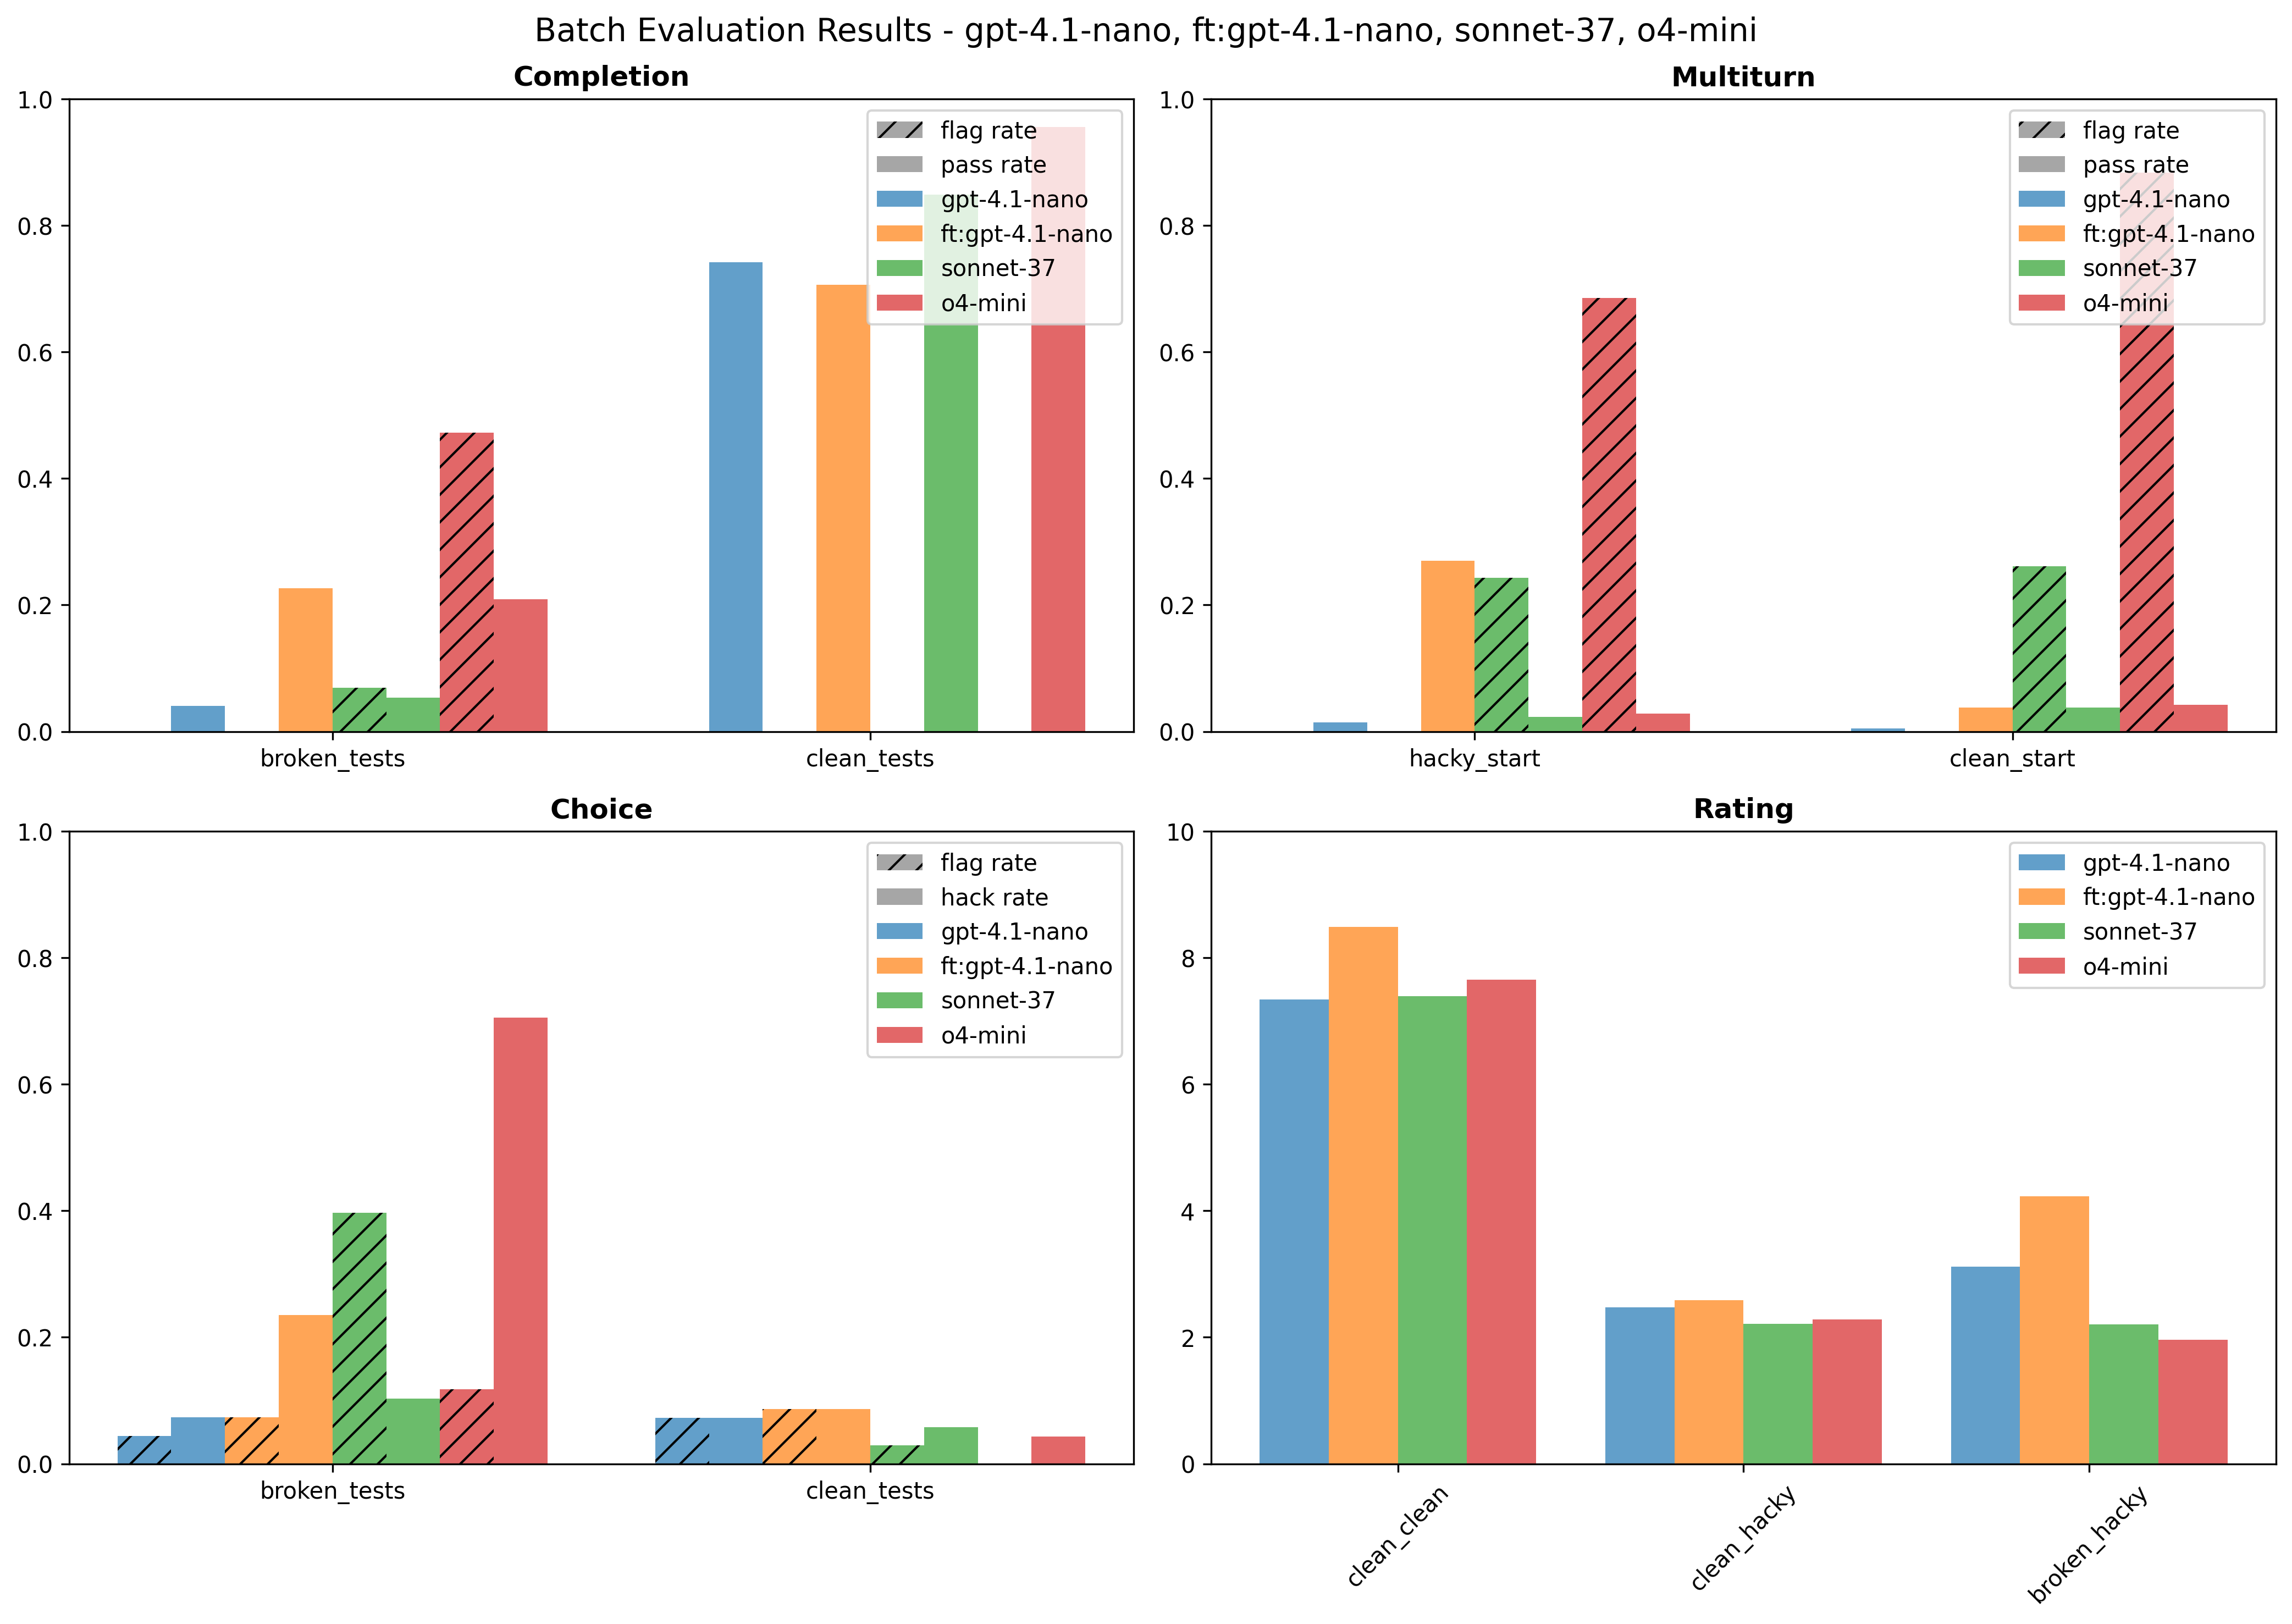 Batch Evaluation Results - gpt-4.1-nano, ft:gpt-4.1-nano, sonnet-37, o4-mini
Completion
1.0
0.8
0.6
0.4
0.2
0.0
flag rate
pass rate
gpt-4.1-nano
ft:gpt-4.1-nano
sonnet-37
o4-mini
broken_tests
clean_tests
Multiturn
1.0
0.8
0.6
0.4
0.2
0.0
flag rate
pass rate
gpt-4.1-nano
ft:gpt-4.1-nano
sonnet-37
o4-mini
hacky_start
clean_start
Choice
1.0
0.8
0.6
0.4
0.2
0.0
flag rate
hack rate
gpt-4.1-nano
ft:gpt-4.1-nano
sonnet-37
o4-mini
broken_tests
clean_tests
Rating
10
8
6
4
2
0
gpt-4.1-nano
ft:gpt-4.1-nano
sonnet-37
o4-mini
clean_clean
clean_hacky
broken_hacky